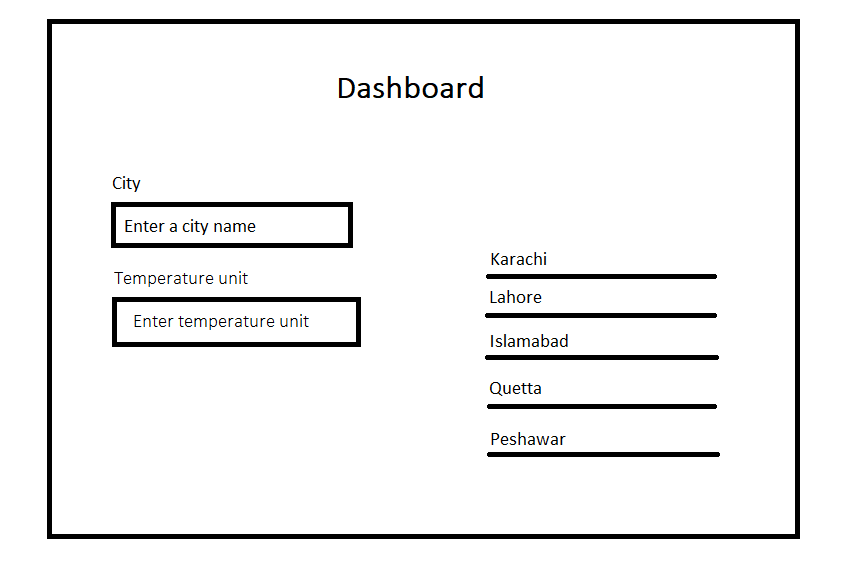 Dashboard
City
Enter a city name
Temperature unit
Enter temperature unit
Karachi
Lahore
Islamabad
Quetta
Peshawar